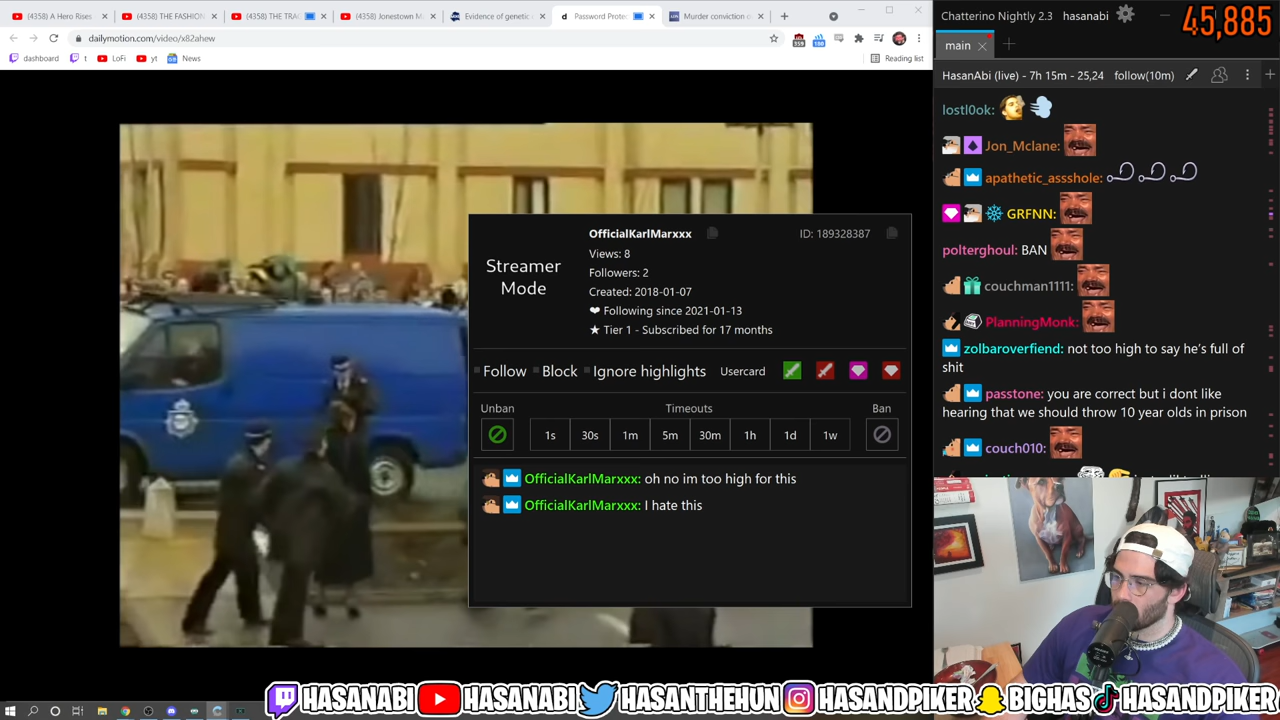 (4358) A Hero Rises
(4358) THE FASHION
(4358) THE TRA
(4358) Jonestown M
Evidence of genetic
Password Protec
Murder conviction o
dailymotion.com/video/x82ahew
dashboard
t
LoFi
yt
News
Reading list
Chatterino Nightly 2.3
hasanabi
45,885
main
HasanAbi (live) - 7h 15m - 25,24
follow(10m)
lostl0ok:
Jon_Mclane:
apathetic_assshole:
GRFNN:
polterghoul: BAN
couchman1111:
PlanningMonk:
zolbaroverfiend: not too high to say he's full of
shit
passtone: you are correct but i dont like
hearing that we should throw 10 year olds in prison
couch010:
Streamer
Mode
OfficialKarlMarxxx
ID: 189328387
Views: 8
Followers: 2
Created: 2018-01-07
❤ Following since 2021-01-13
★ Tier 1 - Subscribed for 17 months
Follow
Block
Ignore highlights
Usercard
Unban
Timeouts
Ban
1s
30s
1m
5m
30m
1h
1d
1w
OfficialKarlMarxxx: oh no im too high for this
OfficialKarlMarxxx: I hate this
HASANABI
HASANABI
HASANTHEHUN
HASANDPIKER
BIGHAS
HASANDPIKER